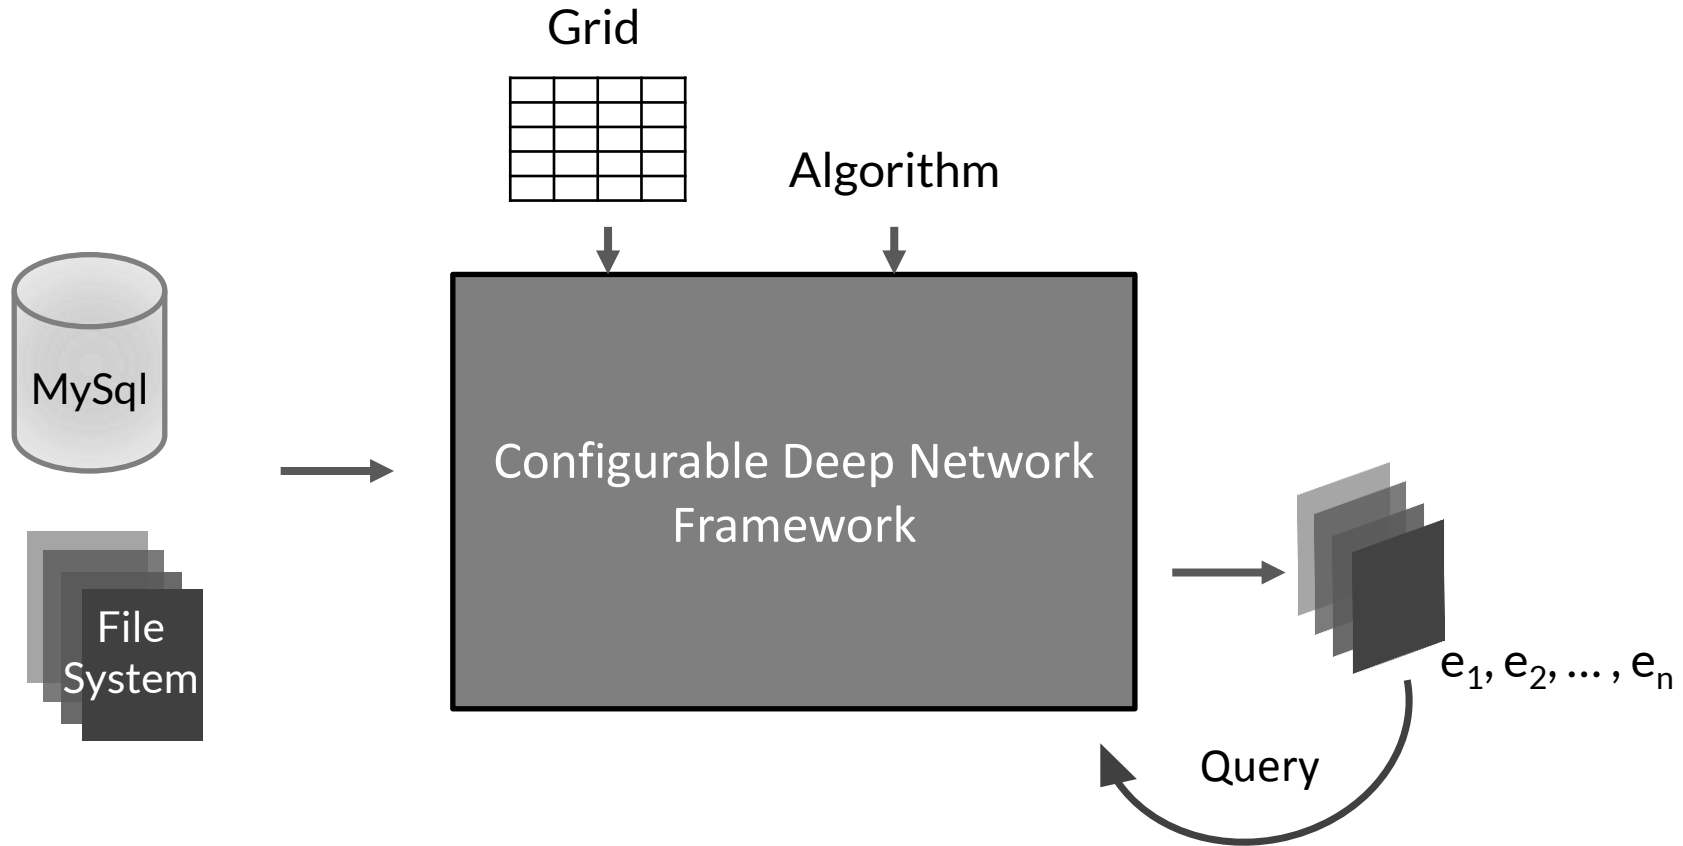 Grid
Algorithm
MySql
Configurable Deep Network
Framework
File
System
e₁, e₂, ... , eₙ
Query